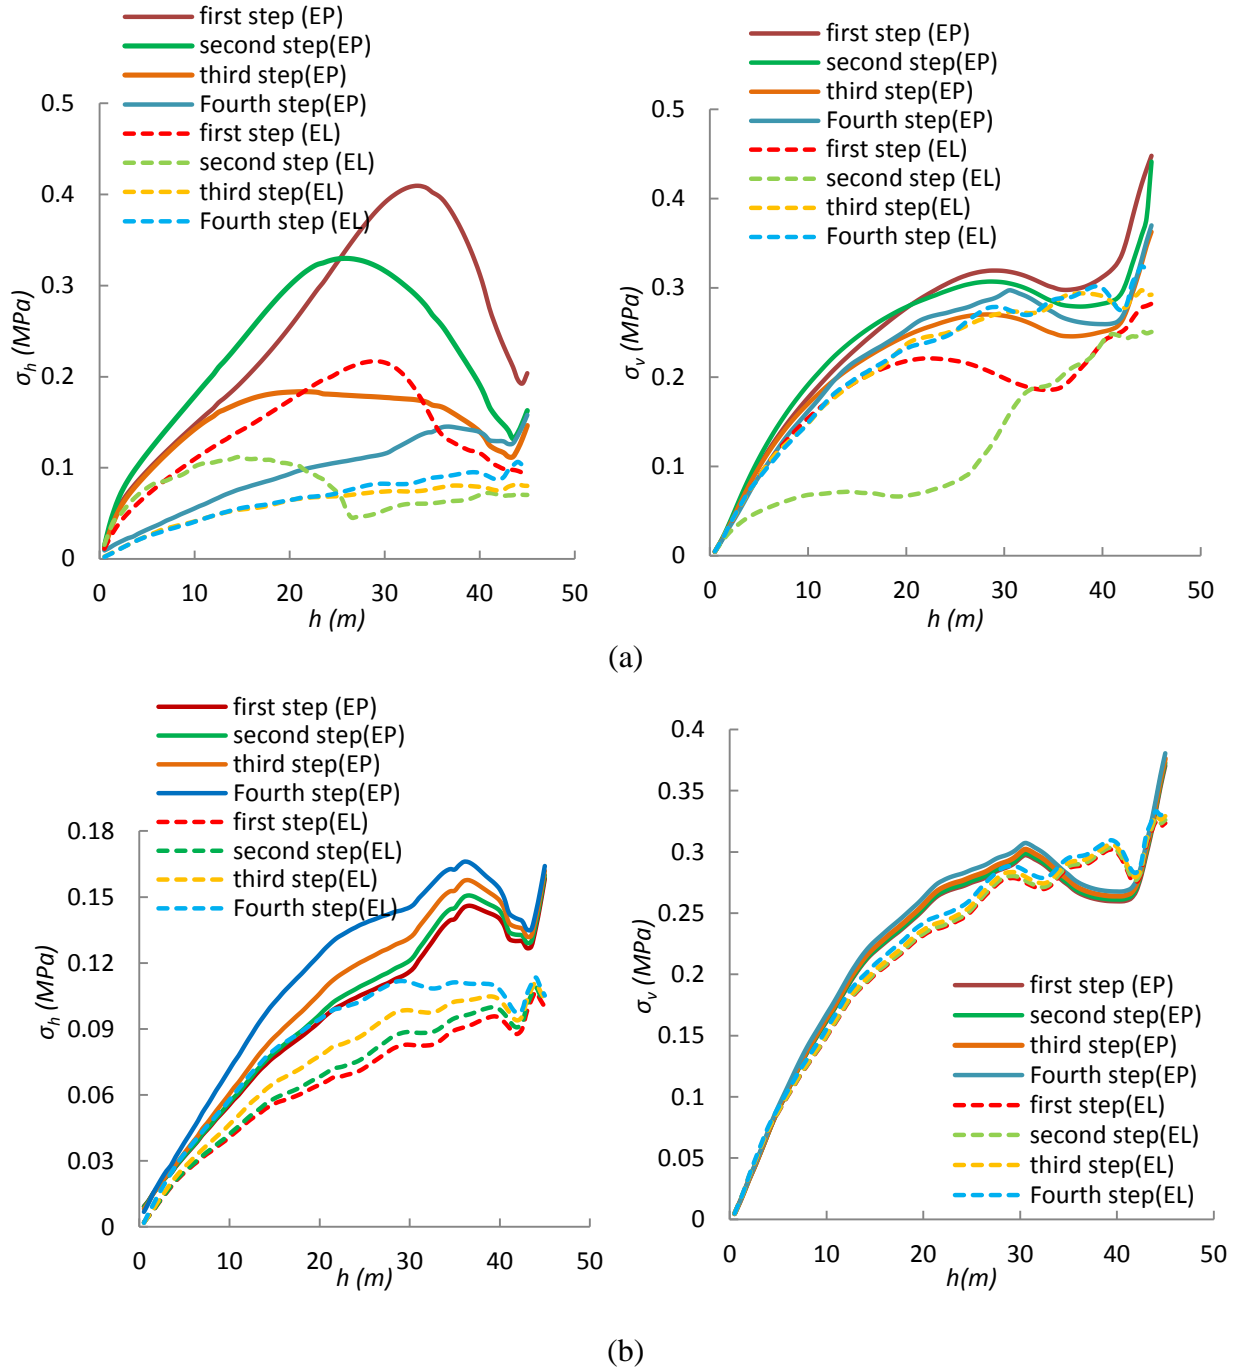 first step (EP)
second step(EP)
third step(EP)
Fourth step(EP)
first step (EL)
second step (EL)
third step(EL)
Fourth step (EL)
0.5
0.4
0.3
0.2
0.1
0
σh (MPa)
0 10 20 30 40 50
h (m)
first step (EP)
second step(EP)
third step(EP)
Fourth step(EP)
first step (EL)
second step (EL)
third step(EL)
Fourth step (EL)
0.5
0.4
0.3
0.2
0.1
0
σv (MPa)
0 10 20 30 40 50
h (m)
(a)
first step (EP)
second step(EP)
third step(EP)
Fourth step(EP)
first step(EL)
second step(EL)
third step(EL)
Fourth step(EL)
0.18
0.15
0.12
0.09
0.06
0.03
0
σh (MPa)
0 10 20 30 40 50
h (m)
0.4
0.35
0.3
0.25
0.2
0.15
0.1
0.05
0
σv (MPa)
first step (EP)
second step(EP)
third step(EP)
Fourth step(EP)
first step(EL)
second step(EL)
third step(EL)
Fourth step(EL)
0 10 20 30 40 50
h(m)
(b)